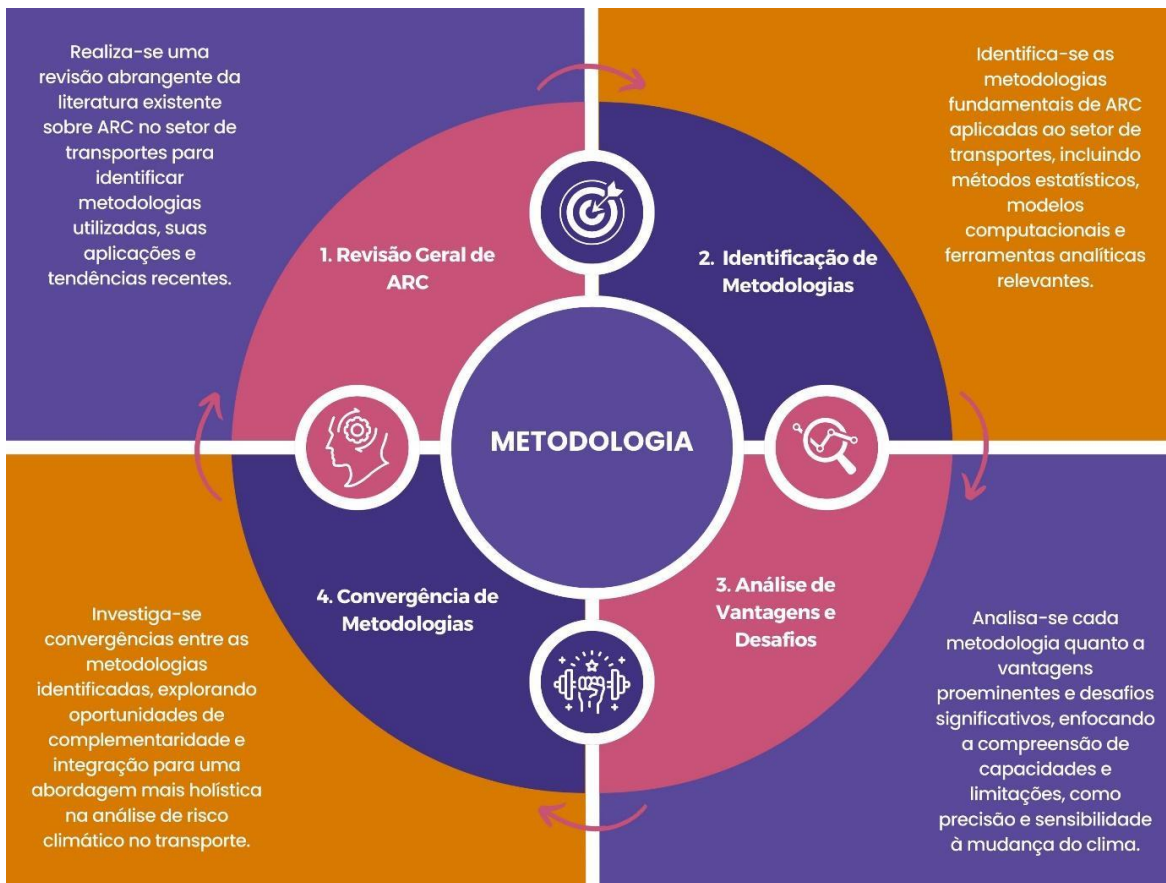 Realiza-se uma
revisão abrangente da
literatura existente
sobre ARC no setor de
transportes para
identificar
metodologias
utilizadas, suas
aplicações e
tendências recentes.
1. Revisão Geral de
ARC
Identifica-se as
metodologias
fundamentais de ARC
aplicadas ao setor de
transportes, incluindo
métodos estatísticos,
modelos
computacionais e
ferramentas analíticas
relevantes.
2. Identificação de
Metodologias
METODOLOGIA
3. Análise de
Vantagens e
Desafios
Analisa-se cada
metodologia quanto a
vantagens
proeminentes e desafios
significativos, enfocando
a compreensão de
capacidades e
limitações, como
precisão e sensibilidade
à mudança do clima.
4. Convergência de
Metodologias
Investiga-se
convergências entre as
metodologias
identificadas, explorando
oportunidades de
complementaridade e
integração para uma
abordagem mais holística
na análise de risco
climático no transporte.